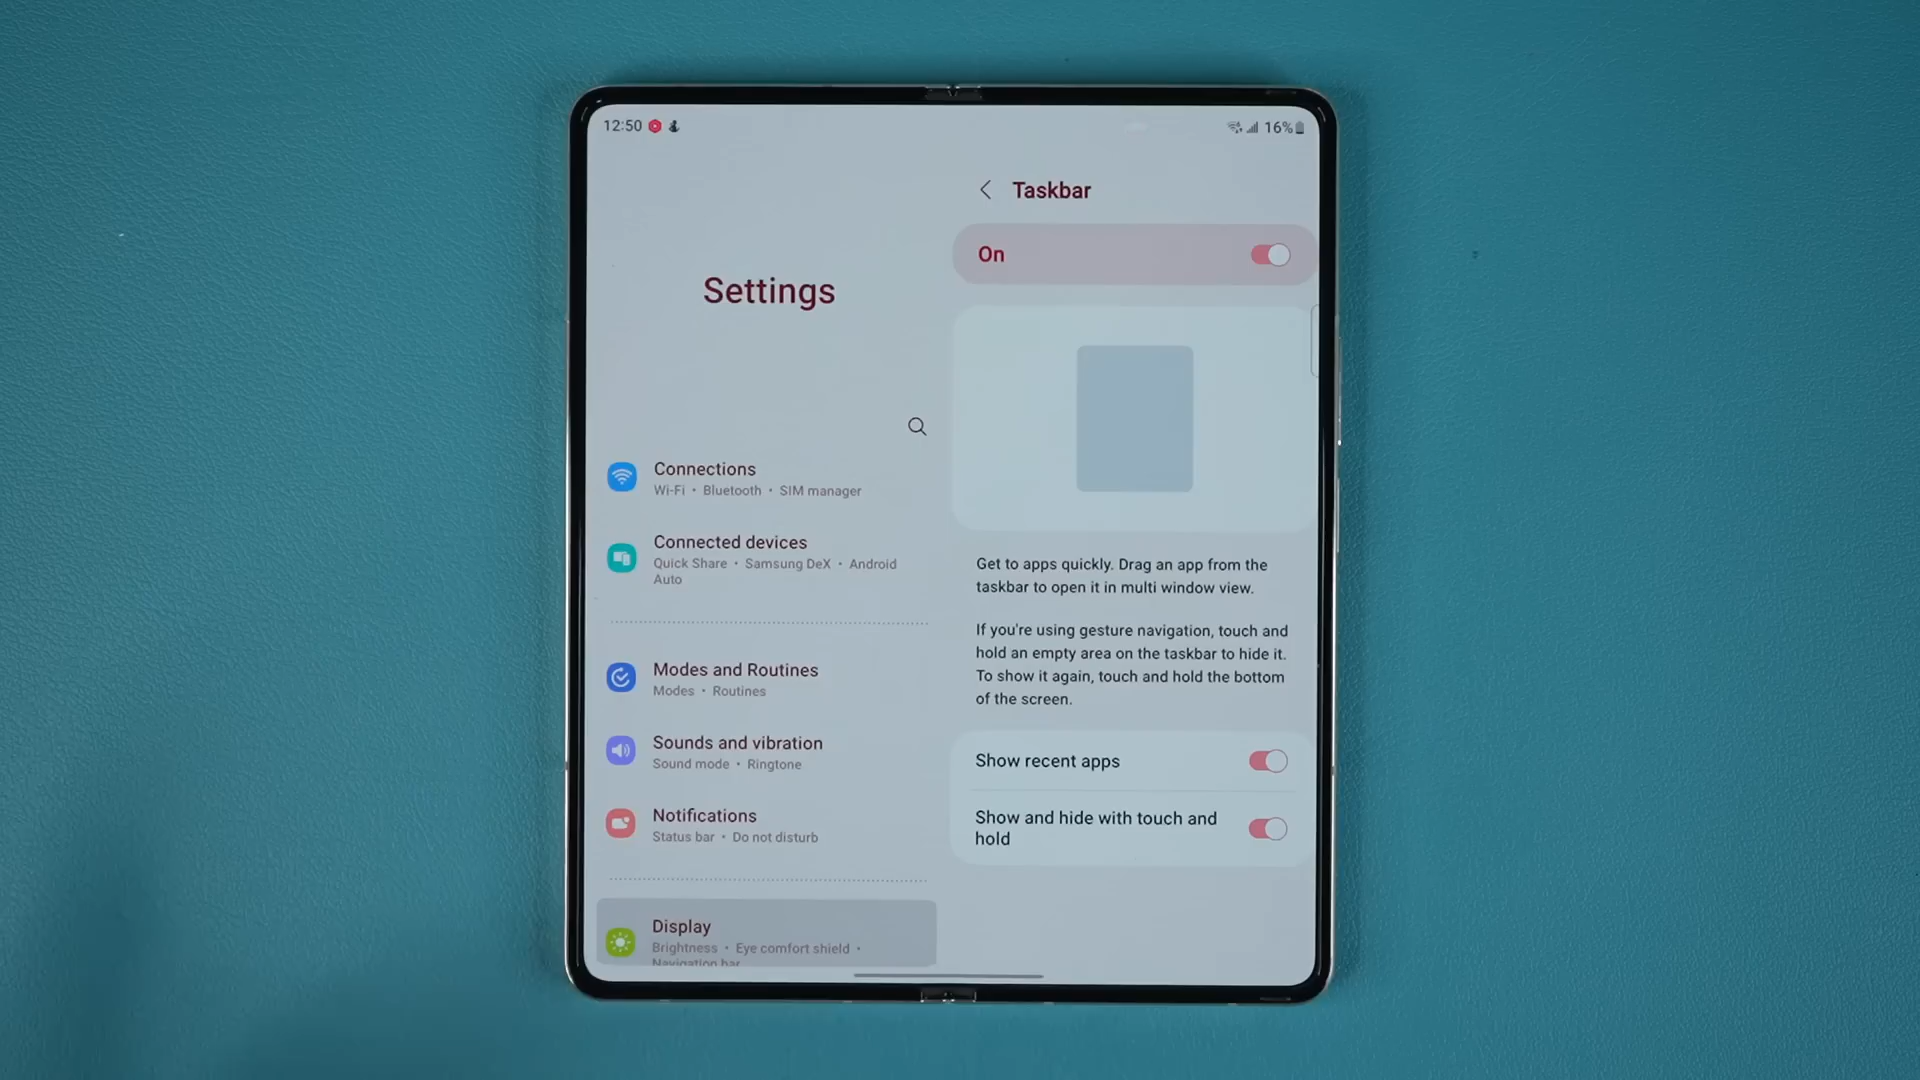 12:50
16%
Settings
Connections
Wi-Fi • Bluetooth • SIM manager
Connected devices
Quick Share • Samsung DeX • Android
Auto
Modes and Routines
Modes • Routines
Sounds and vibration
Sound mode • Ringtone
Notifications
Status bar • Do not disturb
Display
Brightness • Eye comfort shield •
Navigation bar
Taskbar
On
Get to apps quickly. Drag an app from the
taskbar to open it in multi window view.
If you're using gesture navigation, touch and
hold an empty area on the taskbar to hide it.
To show it again, touch and hold the bottom
of the screen.
Show recent apps
Show and hide with touch and
hold